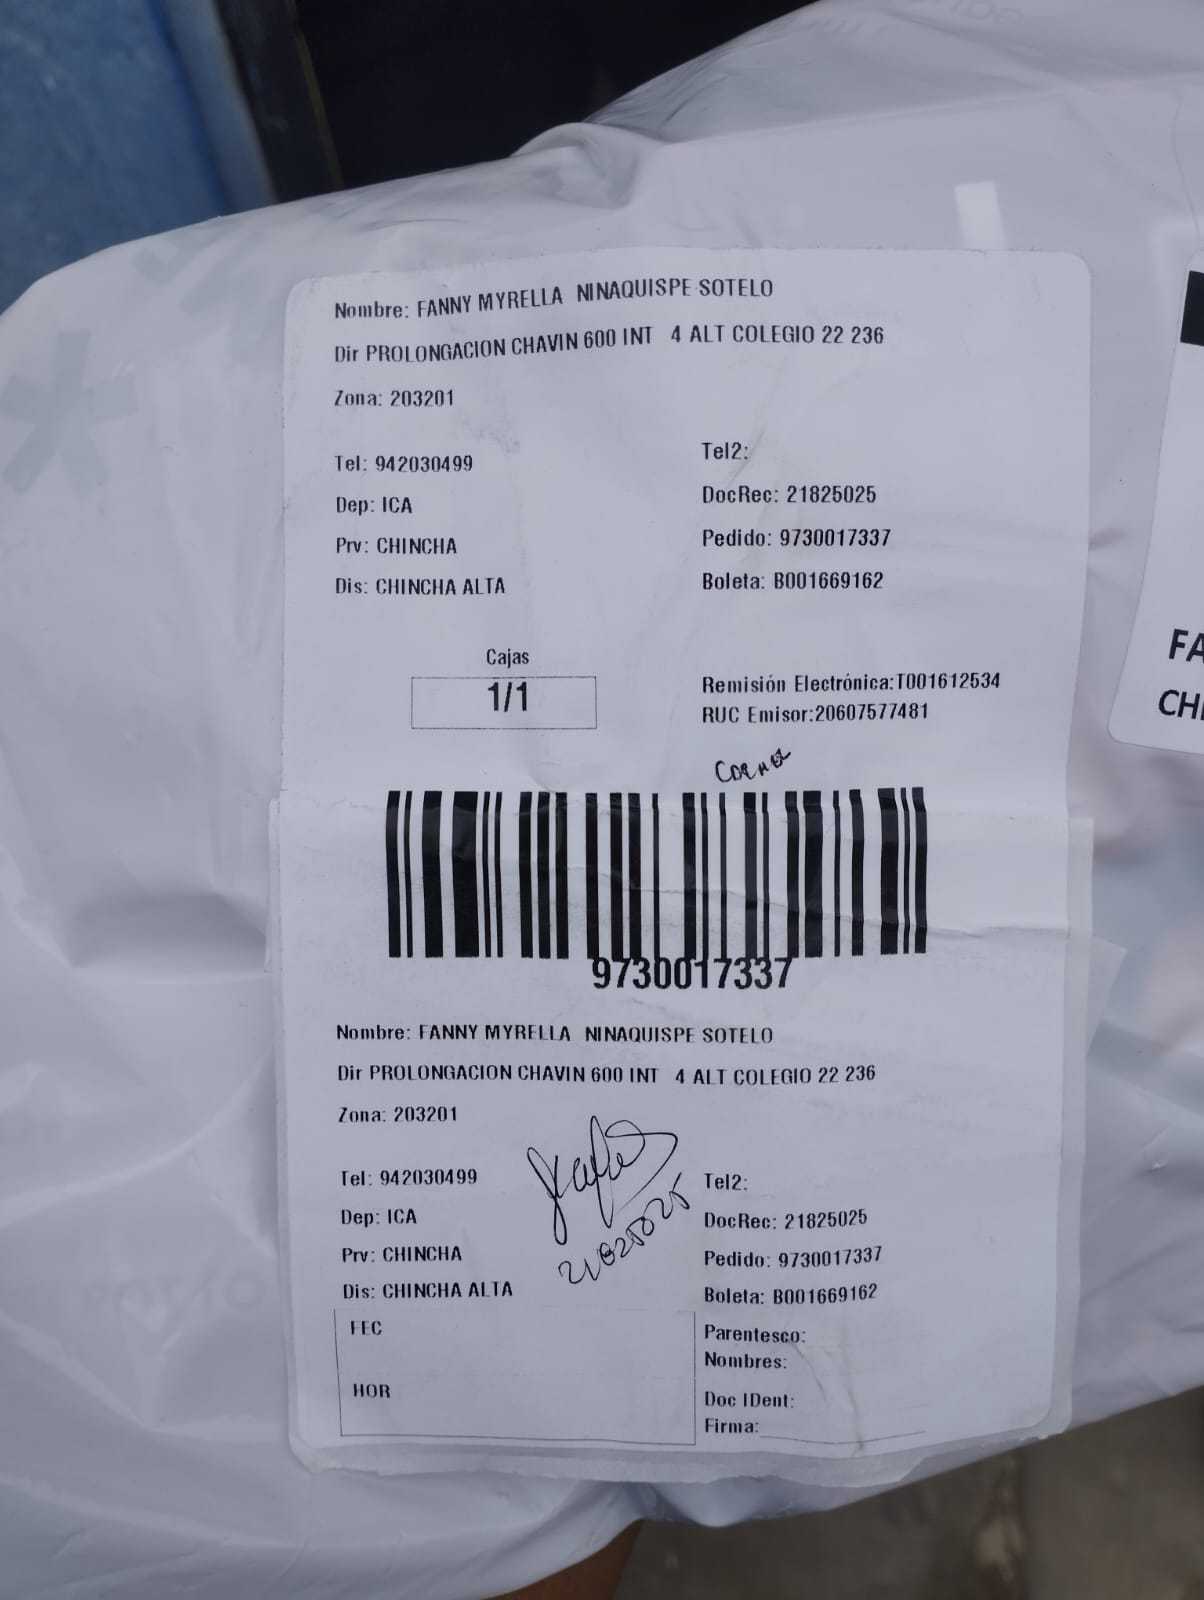 Nombre: FANNY MYRELLA NINAQUISPE SOTELO
Dir PROLONGACION CHAVIN 600 INT 4 ALT COLEGIO 22 236
Zona: 203201
Tel: 942030499
Tel2:
Dep: ICA
DocRec: 21825025
Prv: CHINCHA
Pedido: 9730017337
Dis: CHINCHA ALTA
Boleta: B001669162
Cajas
1/1
Remisión Electrónica:T001612534
RUC Emisor:20607577481
9730017337
Nombre: FANNY MYRELLA NINAQUISPE SOTELO
Dir PROLONGACION CHAVIN 600 INT 4 ALT COLEGIO 22 236
Zona: 203201
Tel: 942030499
Tel2:
Dep: ICA
DocRec: 21825025
Prv: CHINCHA
Pedido: 9730017337
Dis: CHINCHA ALTA
Boleta: B001669162
21825025
FEC
HOR
Parentesco:
Nombres:
Doc IDent:
Firma:
FA
CHI